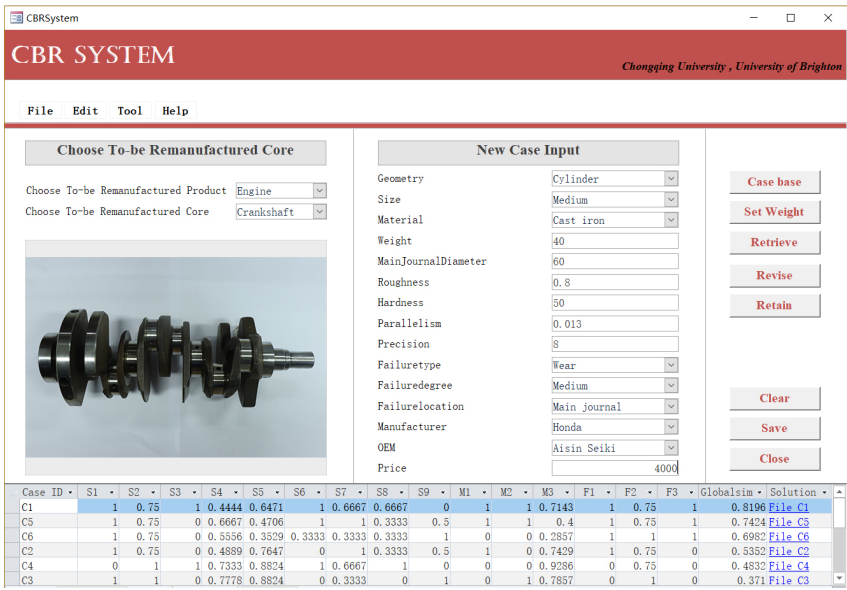 CBRSystem
CBR SYSTEM
Chongqing University , University of Brighton
File Edit Tool Help
Choose To-be Remanufactured Core
Choose To-be Remanufactured Product Engine
Choose To-be Remanufactured Core Crankshaft
New Case Input
Geometry Cylinder
Size Medium
Material Cast iron
Weight 40
MainJournalDiameter 60
Roughness 0.8
Hardness 50
Parallelism 0.013
Precision 8
Failuretype Wear
Failuredegree Medium
Failurelocation Main journal
Manufacturer Honda
OEM Aisin Seiki
Price 4000
Case base
Set Weight
Retrieve
Revise
Retain
Clear
Save
Close
Case ID S1 S2 S3 S4 S5 S6 S7 S8 S9 M1 M2 M3 F1 F2 F3 Globalsim Solution
C1 1 0.75 1 0.4444 0.6471 1 0.6667 0.6667 0 1 1 0.7143 1 0.75 1 0.8196 File C1
C5 1 0.75 0 0.6667 0.4706 1 1 0.3333 0.5 1 1 0.4 1 0.75 1 0.7424 File C5
C6 1 0.75 0 0.5556 0.3529 0.3333 0.3333 0.3333 1 0 0 0.2857 1 1 1 0.6982 File C6
C2 1 0.75 0 0.4889 0.7647 0 1 0.3333 0.5 1 0 0.7429 1 0.75 0 0.5352 File C2
C4 0 1 1 0.7333 0.8824 1 0.6667 1 0 0 0 0.9286 0 0.75 0 0.4832 File C4
C3 1 1 0 0.7778 0.8824 0 0.3333 0 1 0 1 0.7857 0 1 0 0.371 File C3